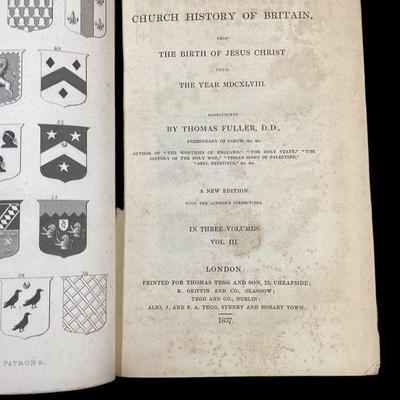 CHURCH HISTORY OF BRITAIN,
FROM
THE BIRTH OF JESUS CHRIST
UNTIL
THE YEAR MDCXLVIII.
ENDEAVOURED
BY THOMAS FULLER, D.D.,
PREBENDARY OF SARUM, &c. &c.
AUTHOR OF "THE WORTHIES OF ENGLAND," "THE HOLY STATE," "THE
HISTORY OF THE HOLY WAR," "PISGAH SIGHT OF PALESTINE,"
"ABEL REDIVIVUS," &c. &c.
A NEW EDITION,
WITH THE AUTHOR'S CORRECTIONS.
IN THREE VOLUMES.
VOL. III.
LONDON
PRINTED FOR THOMAS TEGG AND SON, 73, CHEAPSIDE;
R. GRIFFIN AND CO., GLASGOW;
TEGG AND CO., DUBLIN;
ALSO, J. AND S. A. TEGG, SYDNEY AND HOBART TOWN.
1837.
PATRONS.